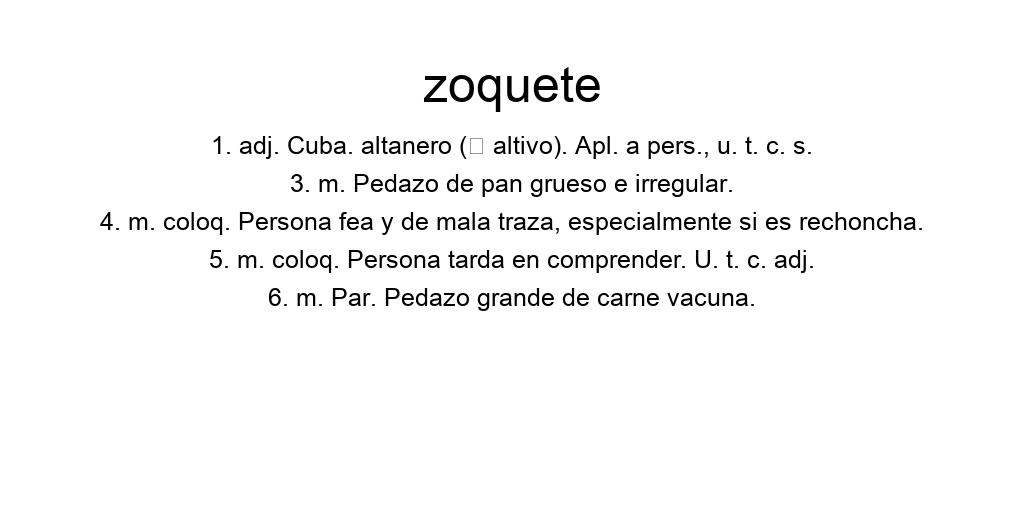 zoquete
1. adj. Cuba. altanero (□ altivo). Apl. a pers., u. t. c. s.
3. m. Pedazo de pan grueso e irregular.
4. m. coloq. Persona fea y de mala traza, especialmente si es rechoncha.
5. m. coloq. Persona tarda en comprender. U. t. c. adj.
6. m. Par. Pedazo grande de carne vacuna.